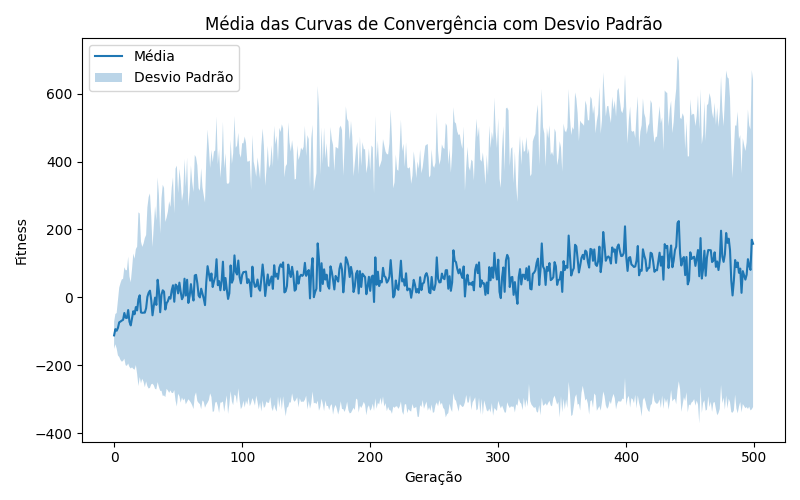 Média das Curvas de Convergência com Desvio Padrão
Média
Desvio Padrão
Fitness
600
400
200
0
−200
−400
0 100 200 300 400 500
Geração